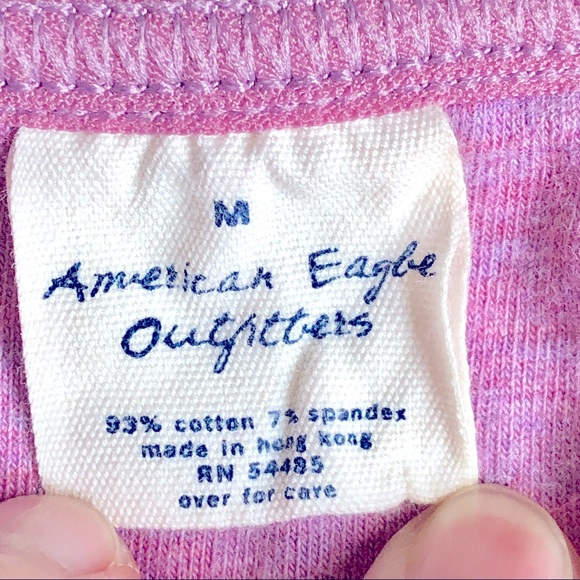 M
American Eagle
Outfitters
93% cotton 7% spandex
made in hong kong
RN 54485
over for care